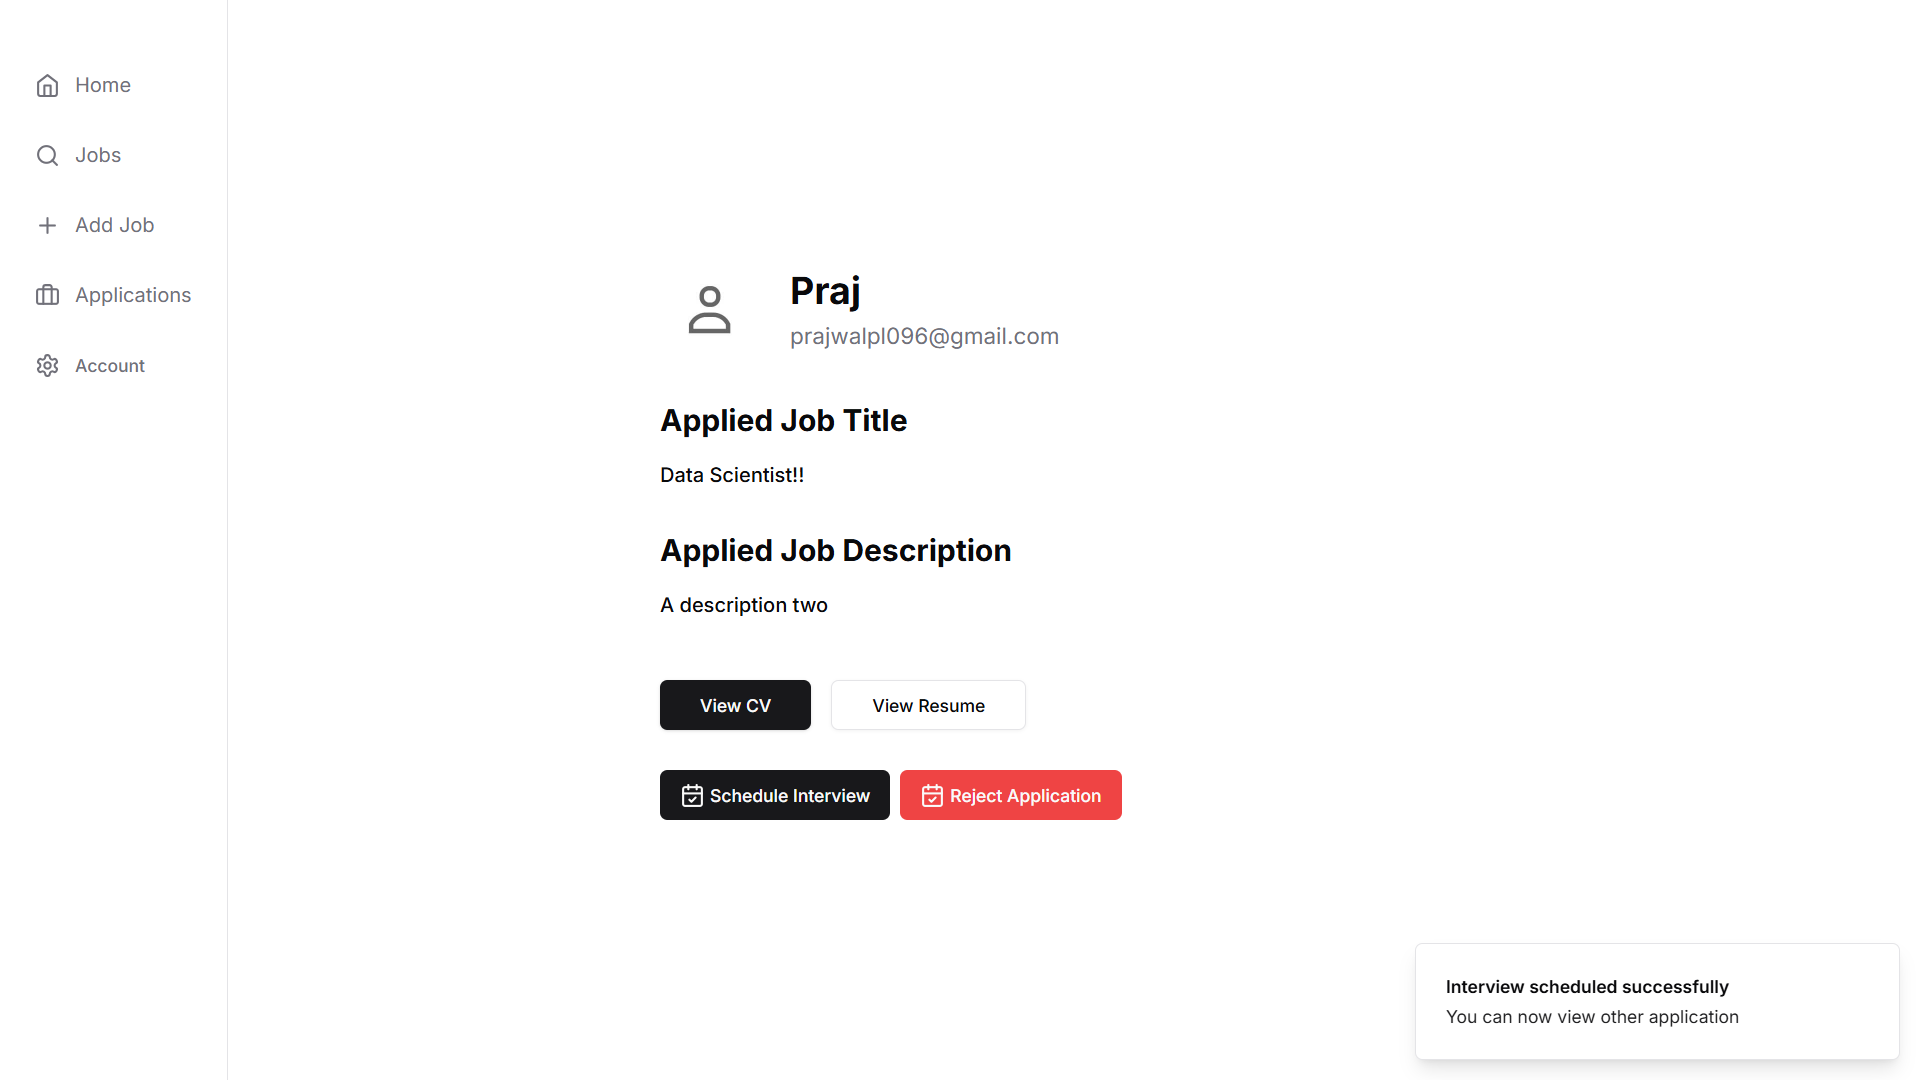 Home
Jobs
Add Job
Applications
Account
Praj
prajwalpl096@gmail.com
Applied Job Title
Data Scientist!!
Applied Job Description
A description two
View CV
View Resume
Schedule Interview
Reject Application
Interview scheduled successfully
You can now view other application